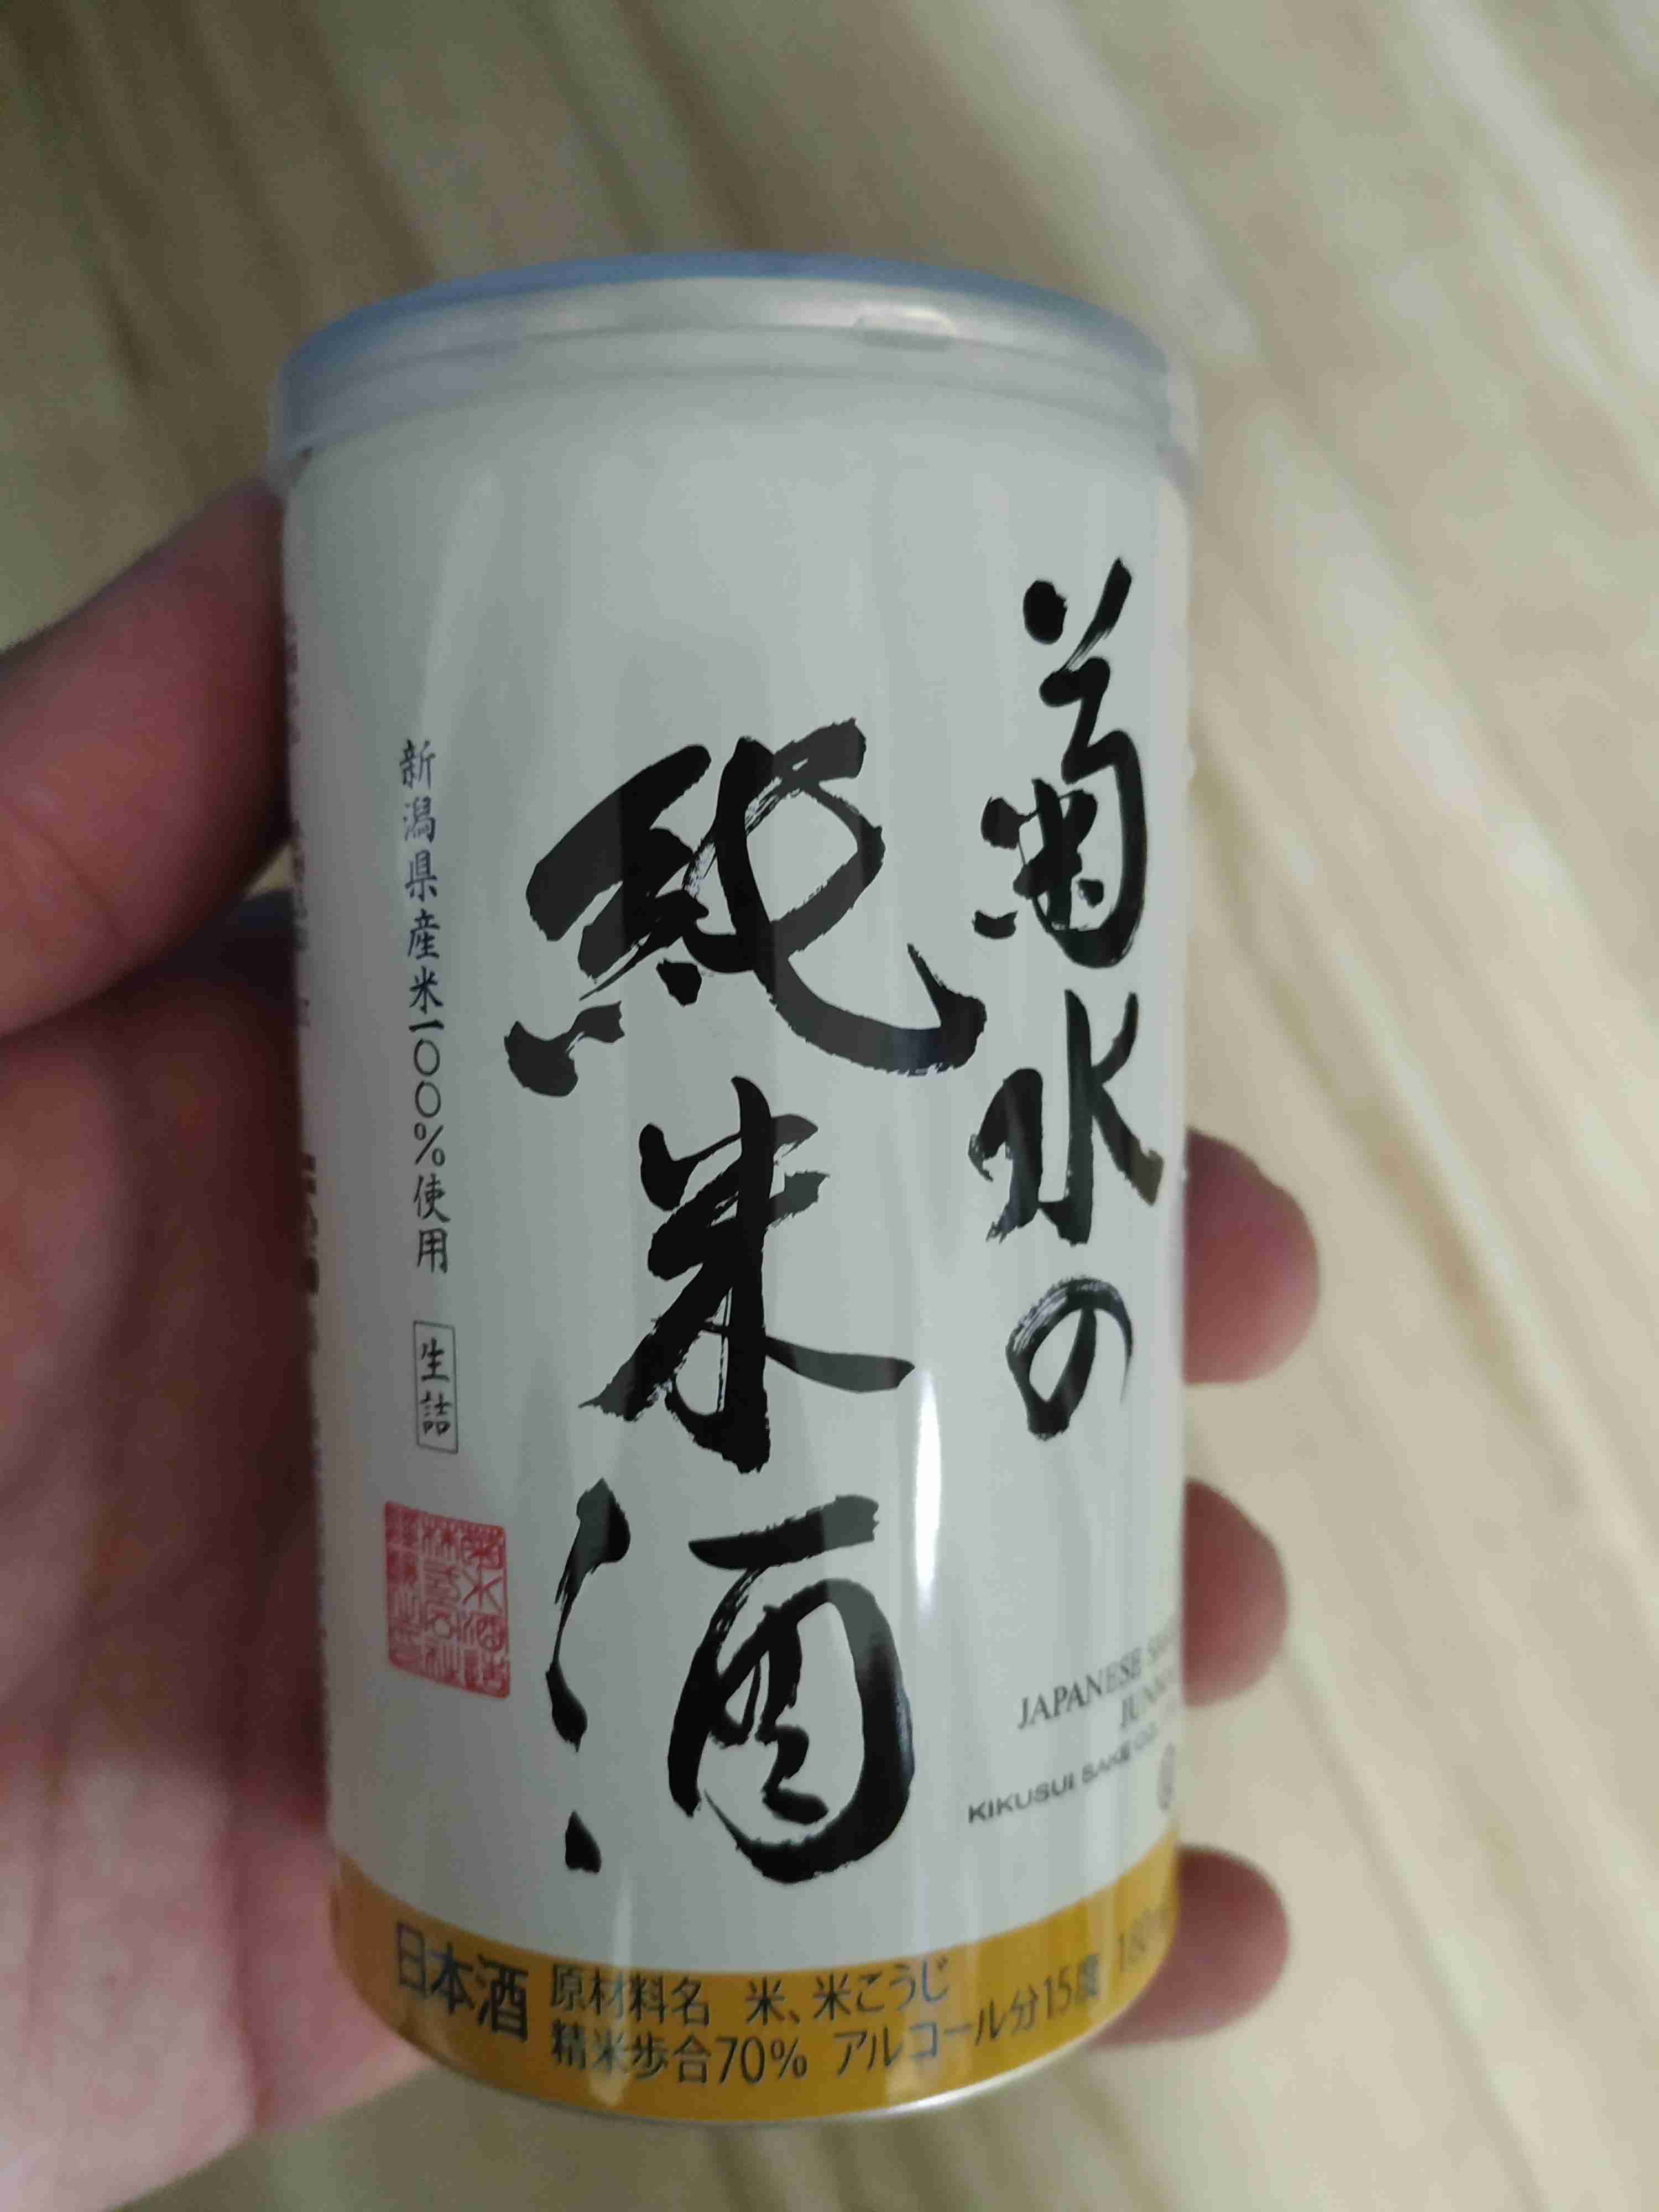 菊水の
純米酒
新潟県産米一〇〇%使用
生詰
JAPANESE
KIKUSUI SAKE CO.
日本酒
原材料名 米、米こうじ
精米歩合70% アルコール分15度